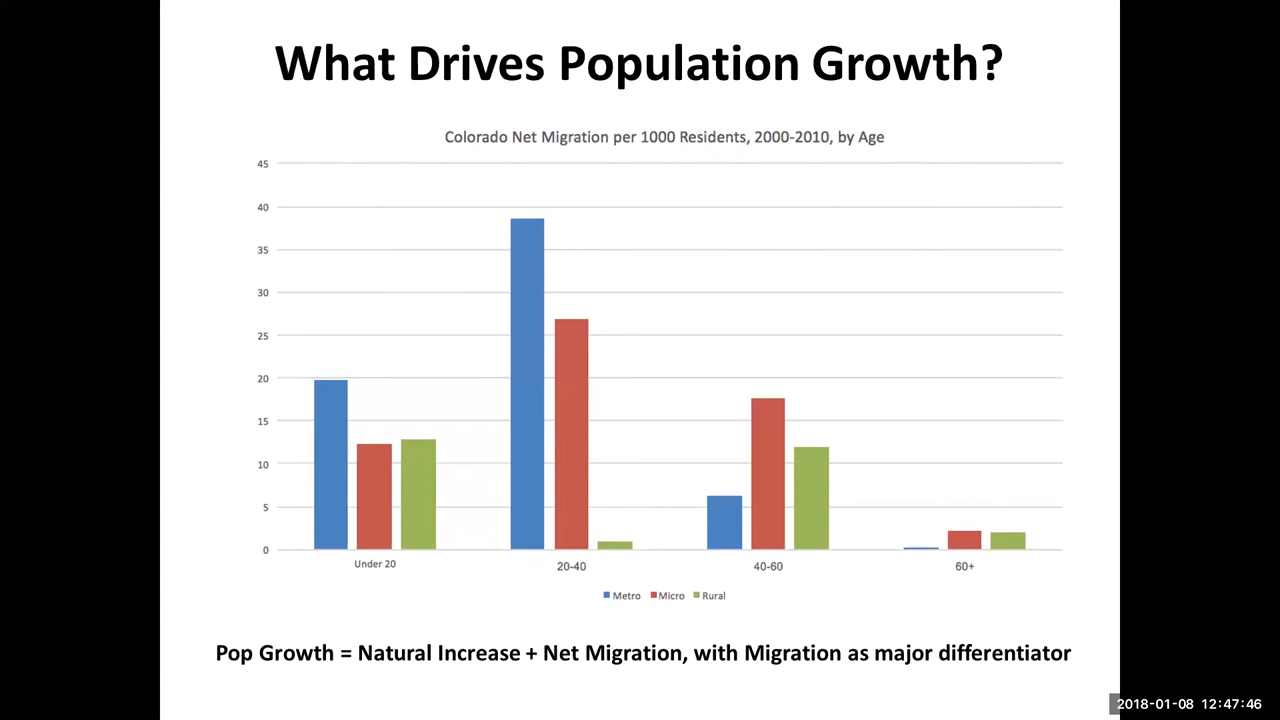 What Drives Population Growth?
Colorado Net Migration per 1000 Residents, 2000-2010, by Age
45
40
35
30
25
20
15
10
5
0
Under 20 20-40 40-60 60+
Metro Micro Rural
Pop Growth = Natural Increase + Net Migration, with Migration as major differentiator
2018-01-08 12:47:46